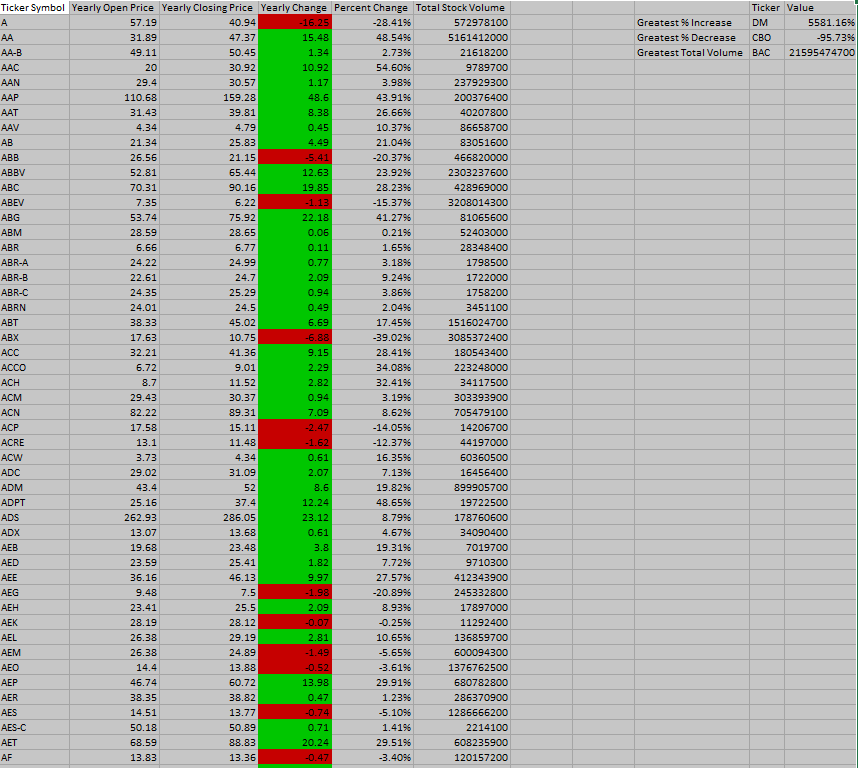 Ticker Symbol Yearly Open Price Yearly Closing Price Yearly Change Percent Change Total Stock Volume Ticker Value
A 57.19 40.94 -16.25 -28.41% 572978100 Greatest % Increase DM 5581.16%
AA 31.89 47.37 15.48 48.54% 5161412000 Greatest % Decrease CBO -95.73%
AA-B 49.11 50.45 1.34 2.73% 21618200 Greatest Total Volume BAC 21595474700
AAC 20 30.92 10.92 54.60% 9789700
AAN 29.4 30.57 1.17 3.98% 237929300
AAP 110.68 159.28 48.6 43.91% 200376400
AAT 31.43 39.81 8.38 26.66% 40207800
AAV 4.34 4.79 0.45 10.37% 86658700
AB 21.34 25.83 4.49 21.04% 83051600
ABB 26.56 21.15 -5.41 -20.37% 466820000
ABBV 52.81 65.44 12.63 23.92% 2303237600
ABC 70.31 90.16 19.85 28.23% 428969000
ABEV 7.35 6.22 -1.13 -15.37% 3208014300
ABG 53.74 75.92 22.18 41.27% 81065600
ABM 28.59 28.65 0.06 0.21% 52403000
ABR 6.66 6.77 0.11 1.65% 28348400
ABR-A 24.22 24.99 0.77 3.18% 1798500
ABR-B 22.61 24.7 2.09 9.24% 1722000
ABR-C 24.35 25.29 0.94 3.86% 1758200
ABRN 24.01 24.5 0.49 2.04% 3451100
ABT 38.33 45.02 6.69 17.45% 1516024700
ABX 17.63 10.75 -6.88 -39.02% 3085372400
ACC 32.21 41.36 9.15 28.41% 180543400
ACCO 6.72 9.01 2.29 34.08% 223248000
ACH 8.7 11.52 2.82 32.41% 34117500
ACM 29.43 30.37 0.94 3.19% 303393900
ACN 82.22 89.31 7.09 8.62% 705479100
ACP 17.58 15.11 -2.47 -14.05% 14206700
ACRE 13.1 11.48 -1.62 -12.37% 44197000
ACW 3.73 4.34 0.61 16.35% 60360500
ADC 29.02 31.09 2.07 7.13% 16456400
ADM 43.4 52 8.6 19.82% 899905700
ADPT 25.16 37.4 12.24 48.65% 19722500
ADS 262.93 286.05 23.12 8.79% 178760600
ADX 13.07 13.68 0.61 4.67% 34090400
AEB 19.68 23.48 3.8 19.31% 7019700
AED 23.59 25.41 1.82 7.72% 9710300
AEE 36.16 46.13 9.97 27.57% 412343900
AEG 9.48 7.5 -1.98 -20.89% 245332800
AEH 23.41 25.5 2.09 8.93% 17897000
AEK 28.19 28.12 -0.07 -0.25% 11292400
AEL 26.38 29.19 2.81 10.65% 136859700
AEM 26.38 24.89 -1.49 -5.65% 600094300
AEO 14.4 13.88 -0.52 -3.61% 1376762500
AEP 46.74 60.72 13.98 29.91% 680782800
AER 38.35 38.82 0.47 1.23% 286370900
AES 14.51 13.77 -0.74 -5.10% 1286666200
AES-C 50.18 50.89 0.71 1.41% 2214100
AET 68.59 88.83 20.24 29.51% 608235900
AF 13.83 13.36 -0.47 -3.40% 120157200